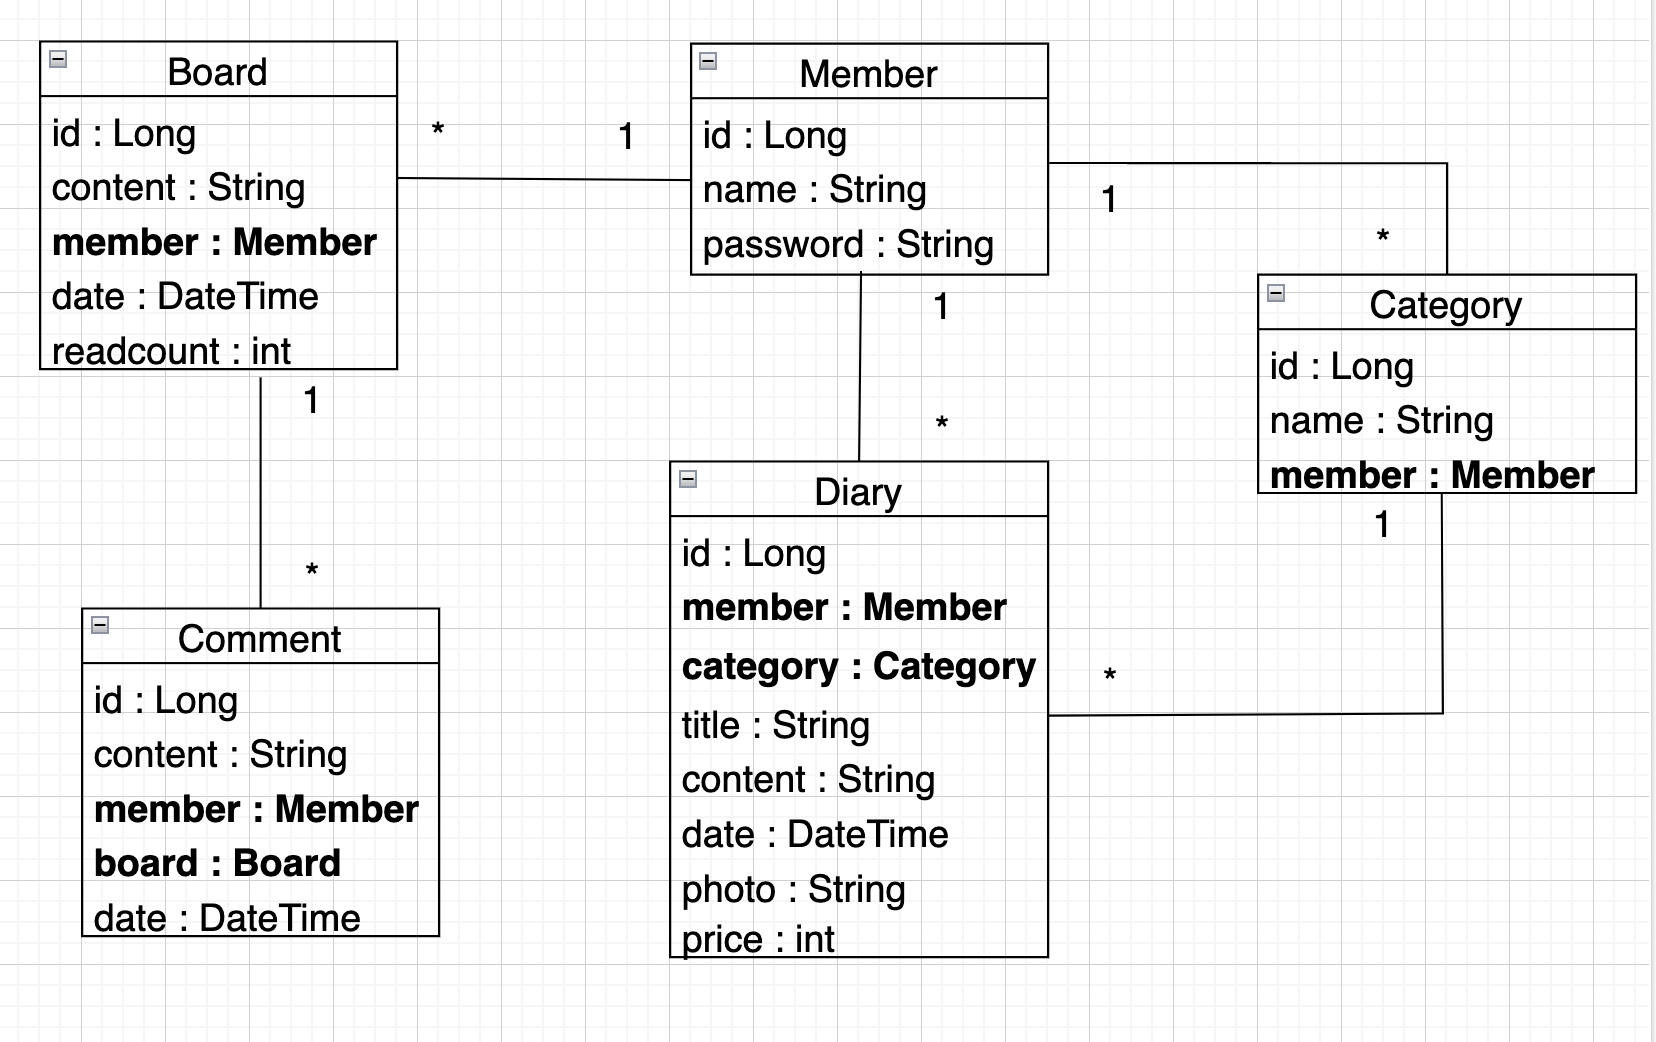 Board
id : Long
content : String
member : Member
date : DateTime
readcount : int
*
1
Member
id : Long
name : String
password : String
1
*
Category
id : Long
name : String
member : Member
1
*
1
*
Comment
id : Long
content : String
member : Member
board : Board
date : DateTime
1
*
Diary
id : Long
member : Member
category : Category
title : String
content : String
date : DateTime
photo : String
price : int